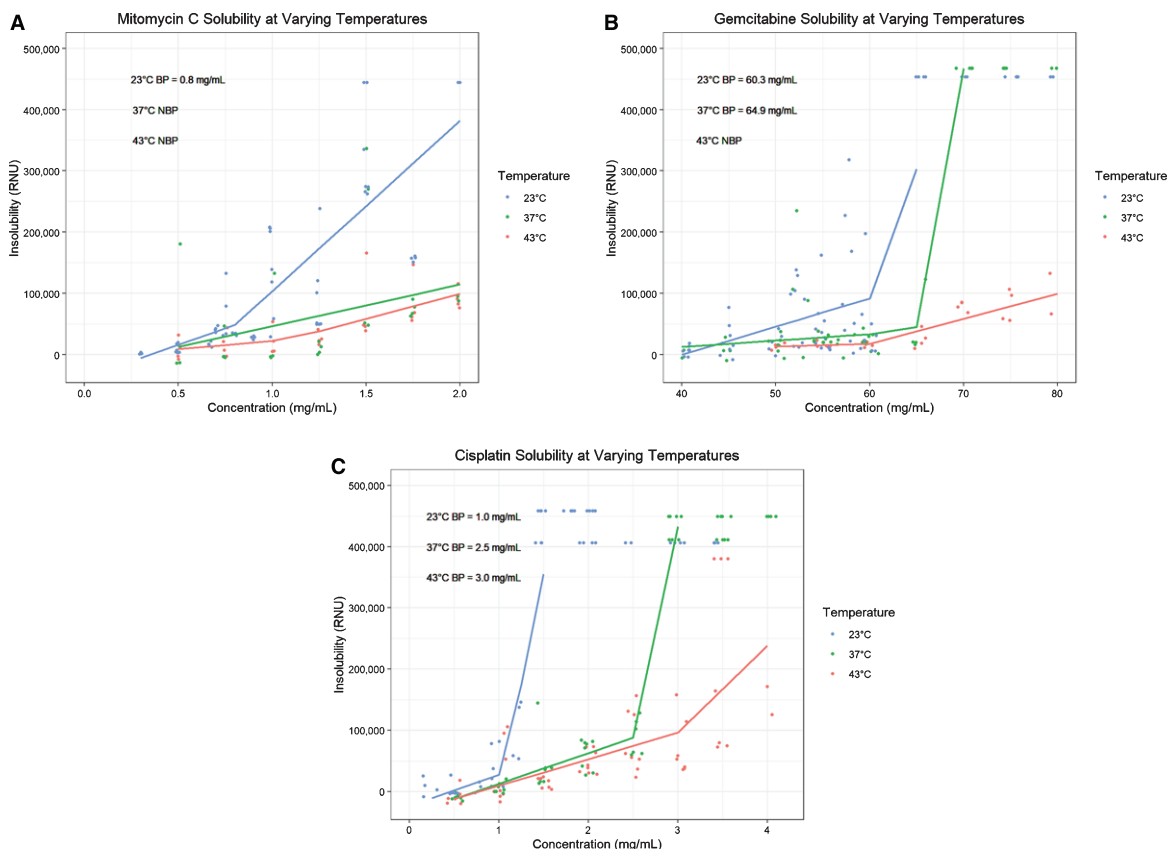 A
Mitomycin C Solubility at Varying Temperatures
500,000
400,000
300,000
200,000
100,000
0
Insolubility (RNU)
23°C BP = 0.8 mg/mL
37°C NBP
43°C NBP
0.0 0.5 1.0 1.5 2.0
Concentration (mg/mL)
Temperature
23°C
37°C
43°C
B
Gemcitabine Solubility at Varying Temperatures
500,000
400,000
300,000
200,000
100,000
0
Insolubility (RNU)
23°C BP = 60.3 mg/mL
37°C BP = 64.9 mg/mL
43°C NBP
40 50 60 70 80
Concentration (mg/mL)
Temperature
23°C
37°C
43°C
C
Cisplatin Solubility at Varying Temperatures
500,000
400,000
300,000
200,000
100,000
0
Insolubility (RNU)
23°C BP = 1.0 mg/mL
37°C BP = 2.5 mg/mL
43°C BP = 3.0 mg/mL
0 1 2 3 4
Concentration (mg/mL)
Temperature
23°C
37°C
43°C